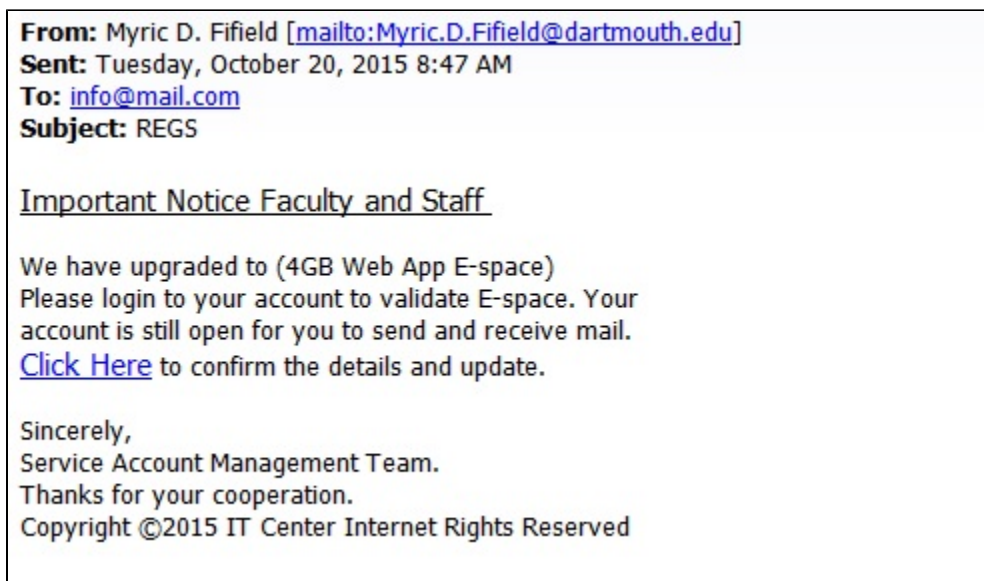 From: Myric D. Fifield [mailto:Myric.D.Fifield@dartmouth.edu]
Sent: Tuesday, October 20, 2015 8:47 AM
To: info@mail.com
Subject: REGS
Important Notice Faculty and Staff
We have upgraded to (4GB Web App E-space)
Please login to your account to validate E-space. Your
account is still open for you to send and receive mail.
Click Here to confirm the details and update.
Sincerely,
Service Account Management Team.
Thanks for your cooperation.
Copyright ©2015 IT Center Internet Rights Reserved